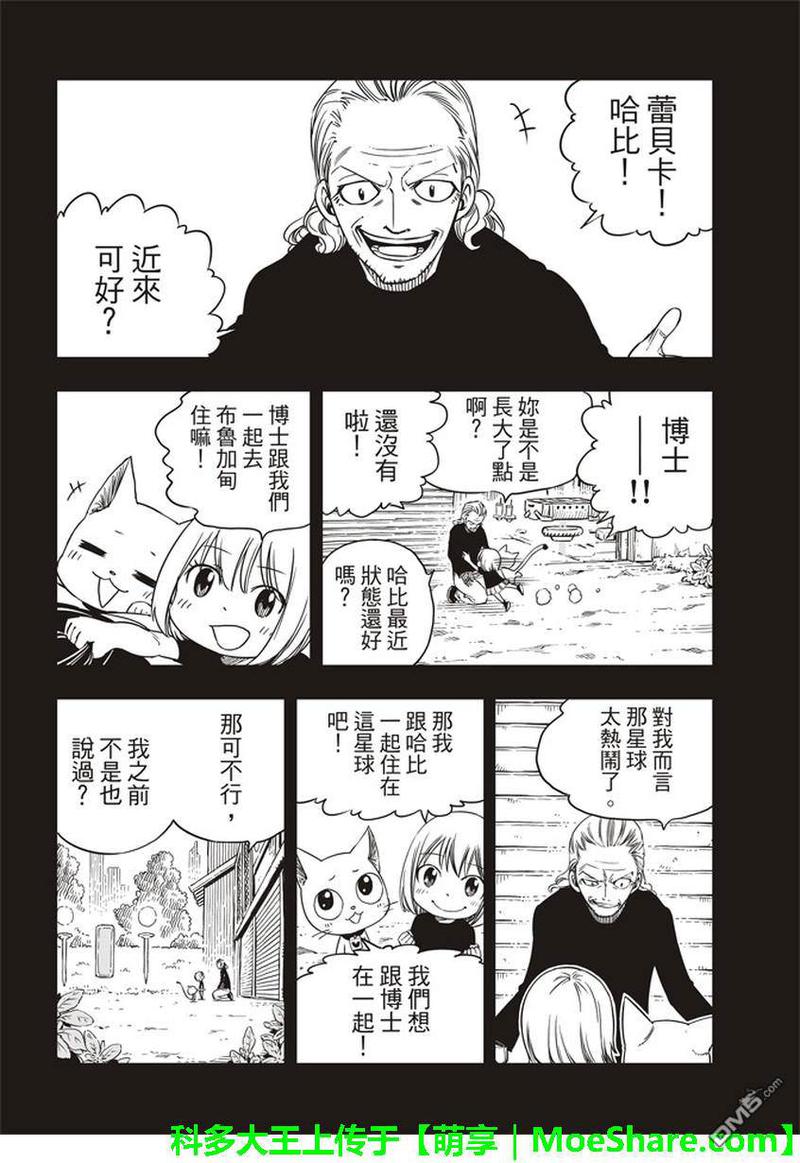 蕾貝卡！
哈比！
近來
可好？
博士
——!!
妳是不是
長大了點
啊？
還沒有
啦！
哈比最近
狀態還好
嗎？
博士跟我們
一起去
布魯加甸
住嘛！
對我而言
那星球
太熱鬧了。
那我
跟哈比
一起住在
這星球
吧！
我們想
跟博士
在一起！
那可不行，
我之前
不是也
說過？
DM5.com
科多大王上传于【萌享｜MoeShare.com】